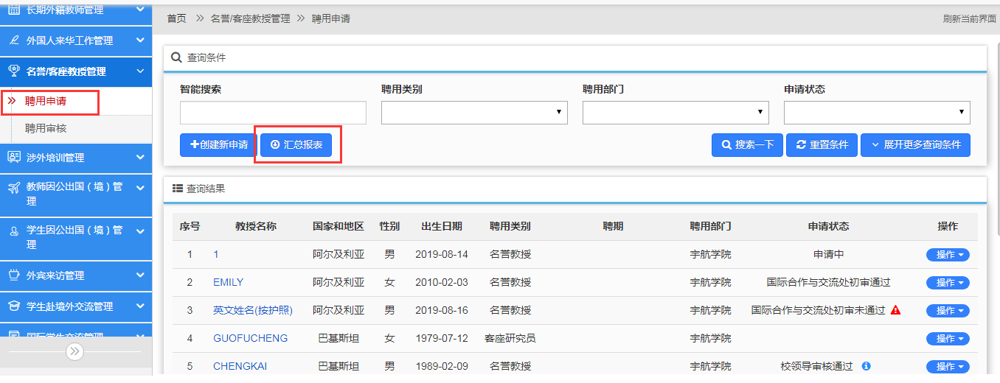 长期外籍教师管理
外国人来华工作管理
名誉/客座教授管理
聘用申请
聘用审核
涉外培训管理
教师因公出国（境）管
理
学生因公出国（境）管
理
外宾来访管理
学生赴境外交流管理
国际学生交流管理
首页 名誉/客座教授管理 聘用申请
刷新当前界面
查询条件
智能搜索 聘用类别 聘用部门 申请状态
创建新申请 汇总报表 搜索一下 重置条件 展开更多查询条件
查询结果
序号 教授名称 国家和地区 性别 出生日期 聘用类别 聘期 聘用部门 申请状态 操作
1 1 阿尔及利亚 男 2019-08-14 名誉教授 宇航学院 申请中 操作
2 EMILY 阿尔及利亚 女 2010-02-03 名誉教授 宇航学院 国际合作与交流处初审通过 操作
3 英文姓名(按护照) 阿尔及利亚 男 2019-08-16 名誉教授 宇航学院 国际合作与交流处初审未通过 操作
4 GUOFUCHENG 巴基斯坦 女 1979-07-12 客座研究员 宇航学院 操作
5 CHENGKAI 巴基斯坦 男 1989-02-09 名誉教授 宇航学院 校领导审核通过 操作